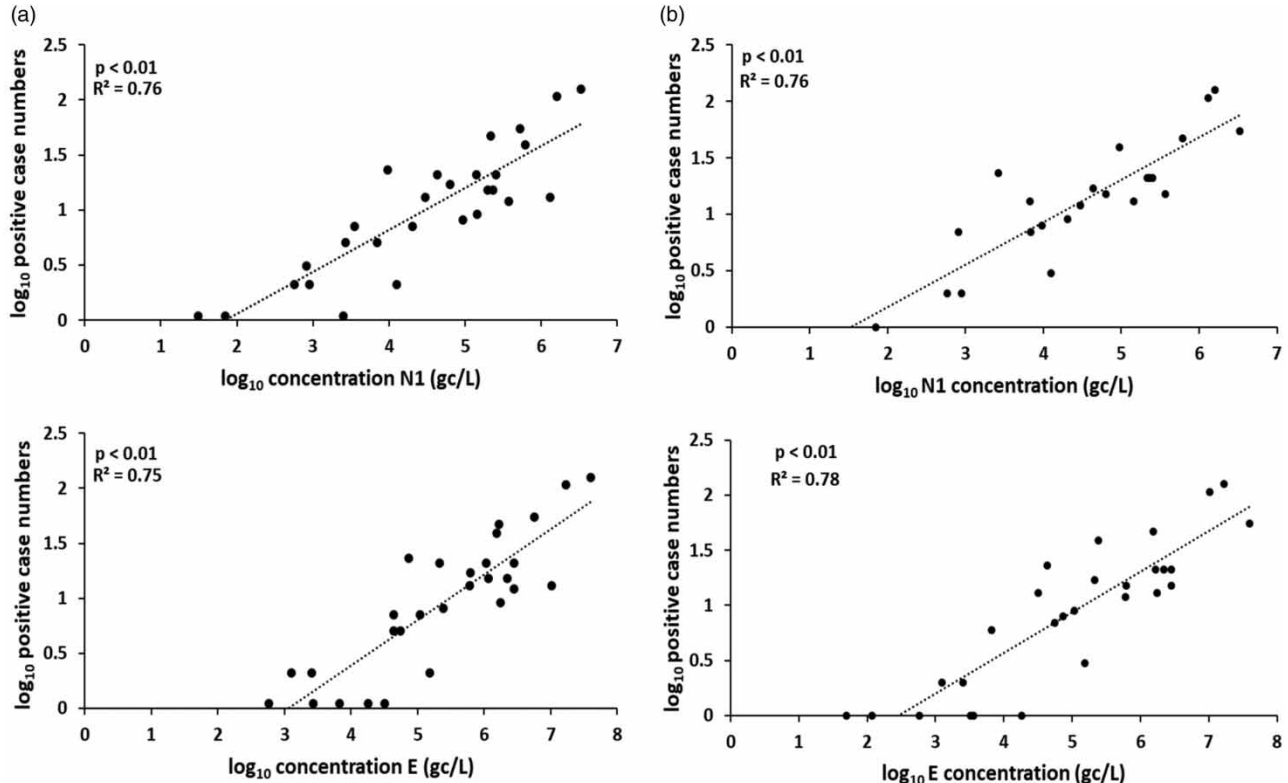 (a)
p < 0.01
R² = 0.76
log₁₀ positive case numbers
2.5
2
1.5
1
0.5
0
0 1 2 3 4 5 6 7
log₁₀ concentration N1 (gc/L)
(b)
p < 0.01
R² = 0.76
log₁₀ positive case numbers
2.5
2
1.5
1
0.5
0
0 1 2 3 4 5 6 7
log₁₀ N1 concentration (gc/L)
p < 0.01
R² = 0.75
log₁₀ positive case numbers
2.5
2
1.5
1
0.5
0
0 1 2 3 4 5 6 7 8
log₁₀ concentration E (gc/L)
p < 0.01
R² = 0.78
log₁₀ positive case numbers
2.5
2
1.5
1
0.5
0
0 1 2 3 4 5 6 7 8
log₁₀ E concentration (gc/L)